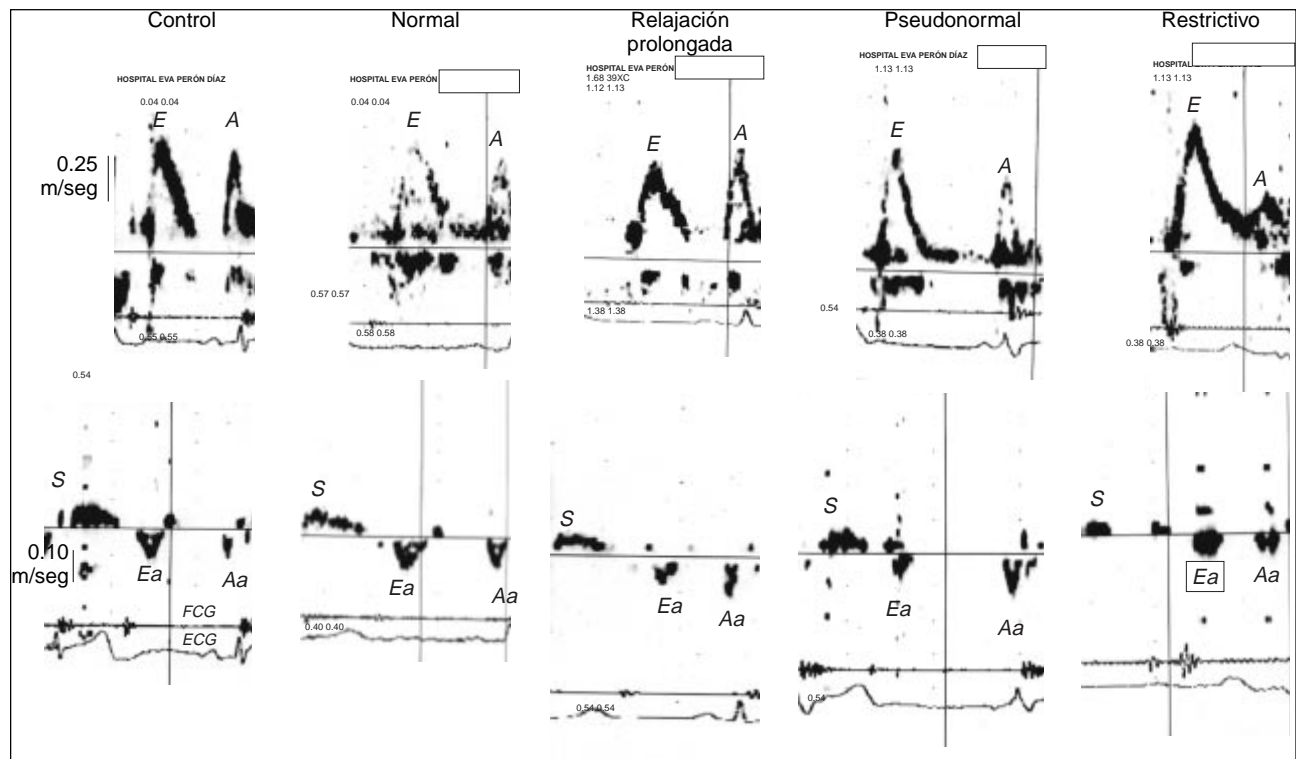 Control
Normal
Relajación
prolongada
Pseudonormal
Restrictivo
HOSPITAL EVA PERÓN DÍAZ
0.04 0.04
E
A
0.25
m/seg
0.55 0.55
HOSPITAL EVA PERÓN
0.04 0.04
E
A
0.57 0.57
0.58 0.58
HOSPITAL EVA PERÓN
1.68 39XC
1.12 1.13
E
A
1.38 1.38
HOSPITAL EVA PERÓN DÍAZ
1.13 1.13
E
A
0.54
0.38 0.38
HOSPITAL
1.13 1.13
E
A
0.38 0.38
0.54
S
0.10
m/seg
Ea
Aa
FCG
ECG
S
Ea
Aa
0.40 0.40
S
Ea
Aa
0.54 0.54
S
Ea
Aa
0.54
S
Ea
Aa